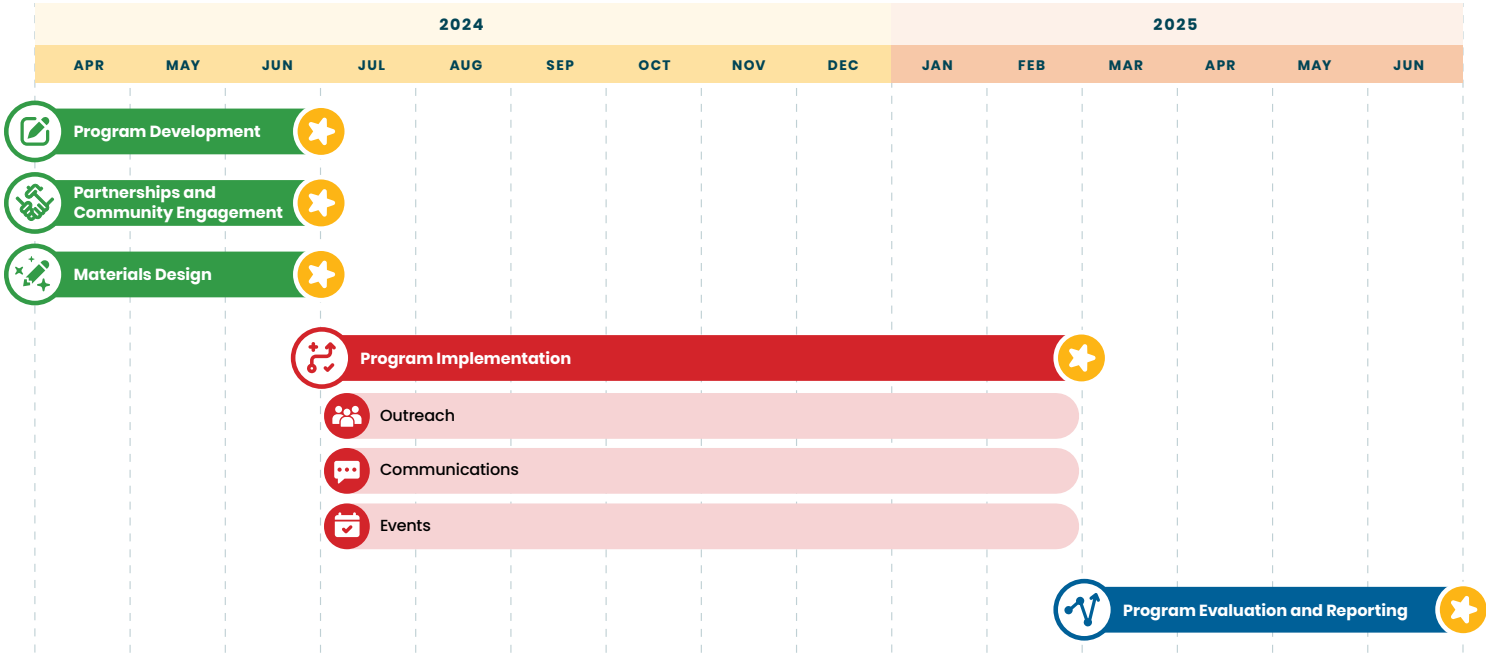 2024 2025
APR MAY JUN JUL AUG SEP OCT NOV DEC JAN FEB MAR APR MAY JUN
Program Development
Partnerships and
Community Engagement
Materials Design
Program Implementation
Outreach
Communications
Events
Program Evaluation and Reporting